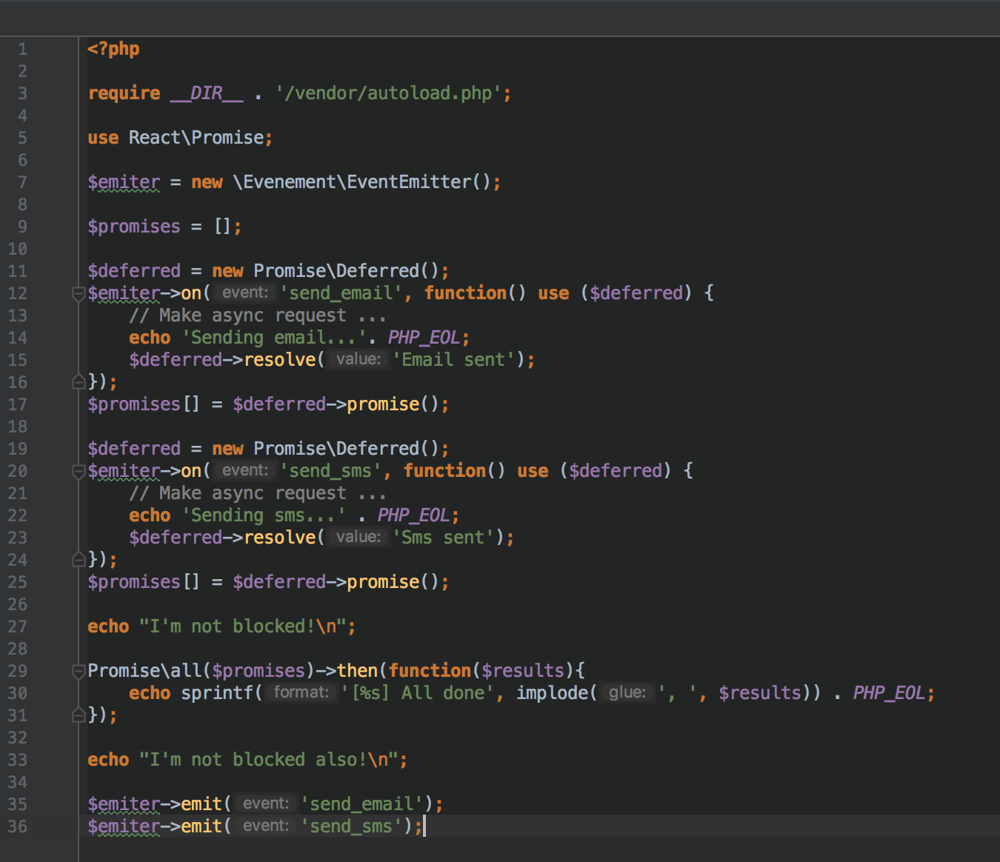 1 <?php
2
3 require __DIR__ . '/vendor/autoload.php';
4
5 use React\Promise;
6
7 $emiter = new \Evenement\EventEmitter();
8
9 $promises = [];
10
11 $deferred = new Promise\Deferred();
12 $emiter->on( event: 'send_email', function() use ($deferred) {
13     // Make async request ...
14     echo 'Sending email...'. PHP_EOL;
15     $deferred->resolve( value: 'Email sent');
16 });
17 $promises[] = $deferred->promise();
18
19 $deferred = new Promise\Deferred();
20 $emiter->on( event: 'send_sms', function() use ($deferred) {
21     // Make async request ...
22     echo 'Sending sms...' . PHP_EOL;
23     $deferred->resolve( value: 'Sms sent');
24 });
25 $promises[] = $deferred->promise();
26
27 echo "I'm not blocked!\n";
28
29 Promise\all($promises)->then(function($results){
30     echo sprintf( format: '[%s] All done', implode( glue: ', ', $results)) . PHP_EOL;
31 });
32
33 echo "I'm not blocked also!\n";
34
35 $emiter->emit( event: 'send_email');
36 $emiter->emit( event: 'send_sms');